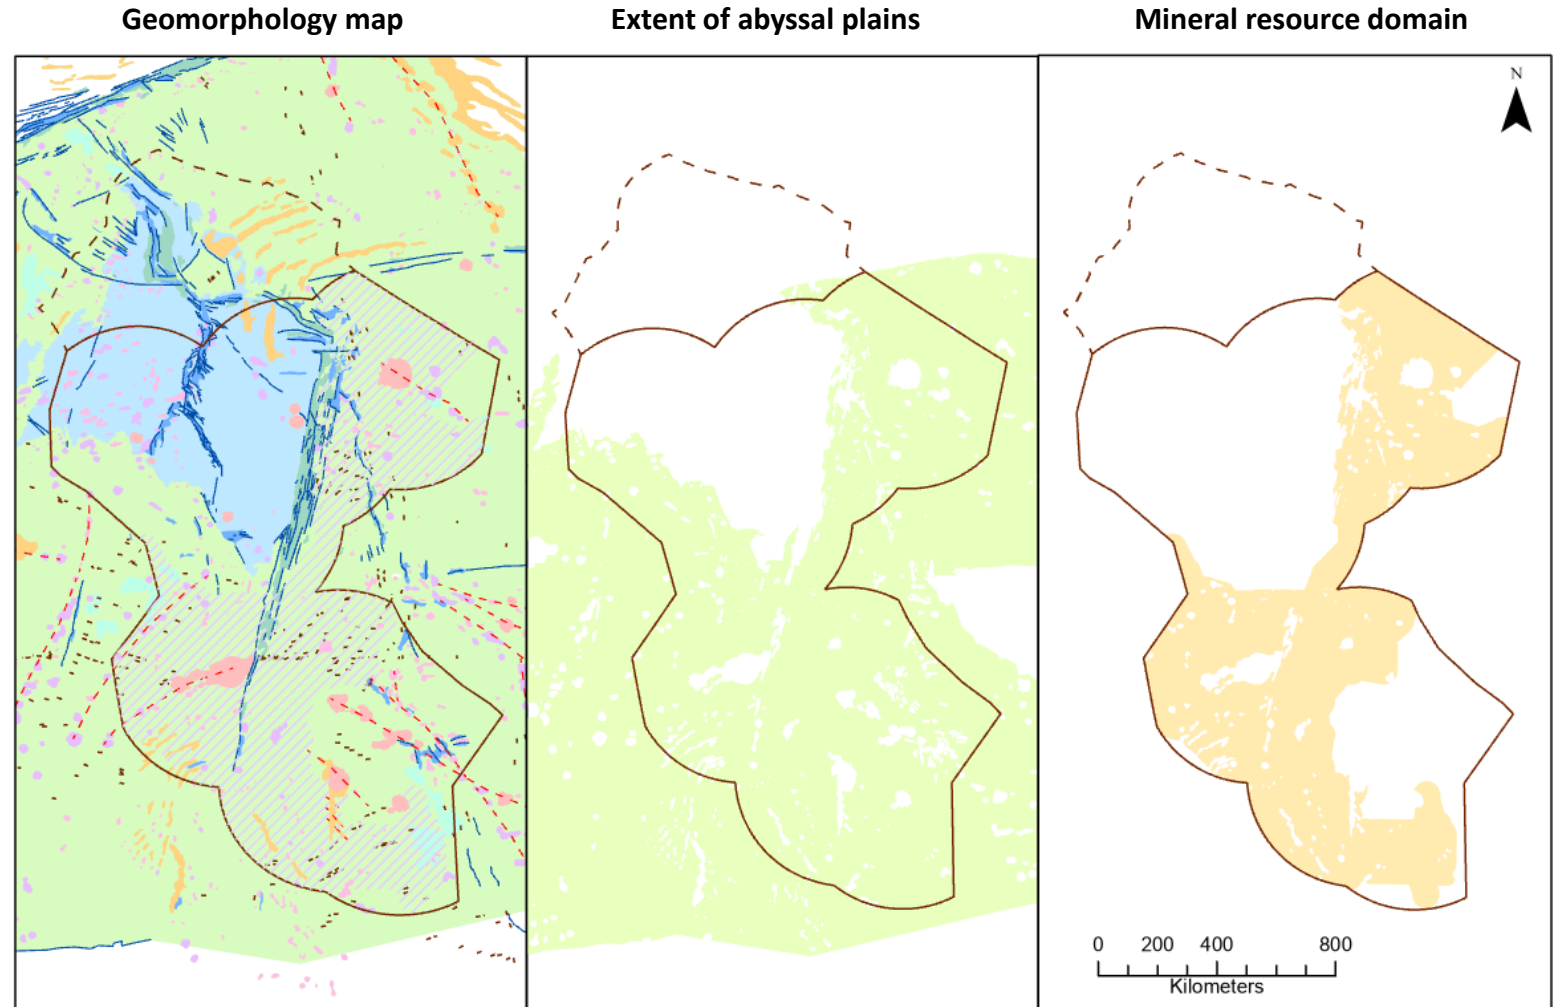 Geomorphology map
Extent of abyssal plains
Mineral resource domain
N
0 200 400 800
Kilometers